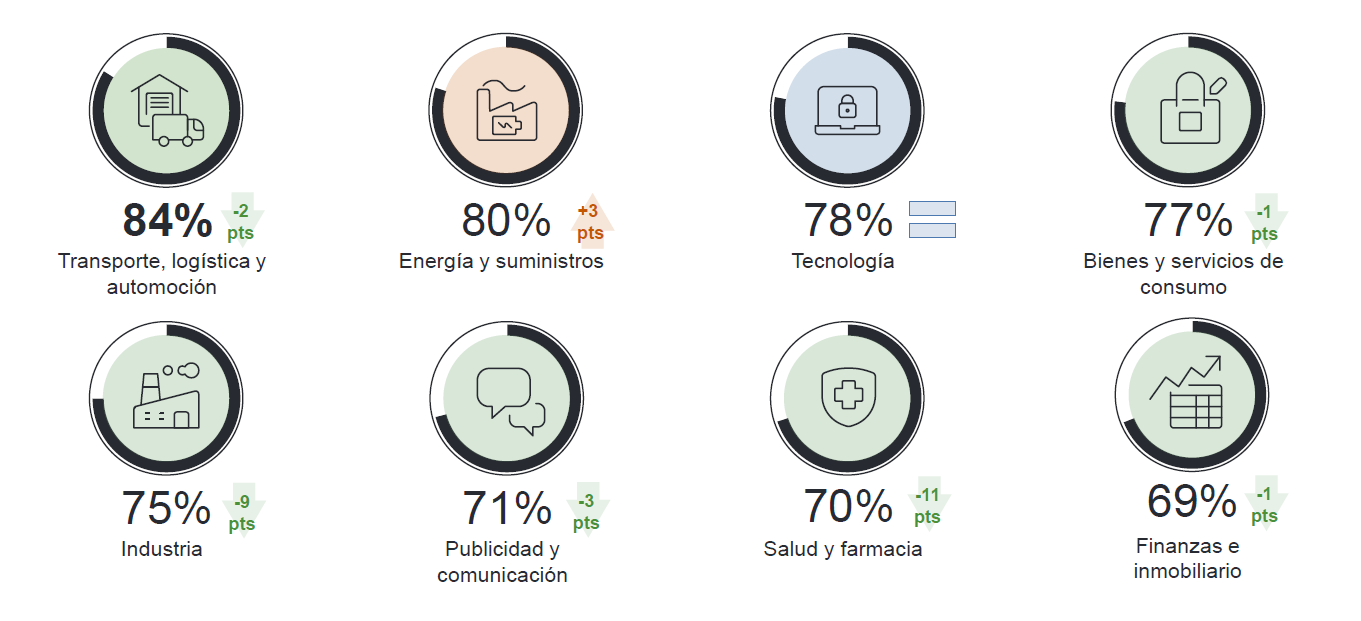 84%
-2
pts
Transporte, logística y
automoción
80%
+3
pts
Energía y suministros
78%
Tecnología
77%
-1
pts
Bienes y servicios de
consumo
75%
-9
pts
Industria
71%
-3
pts
Publicidad y
comunicación
70%
-11
pts
Salud y farmacia
69%
-1
pts
Finanzas e
inmobiliario